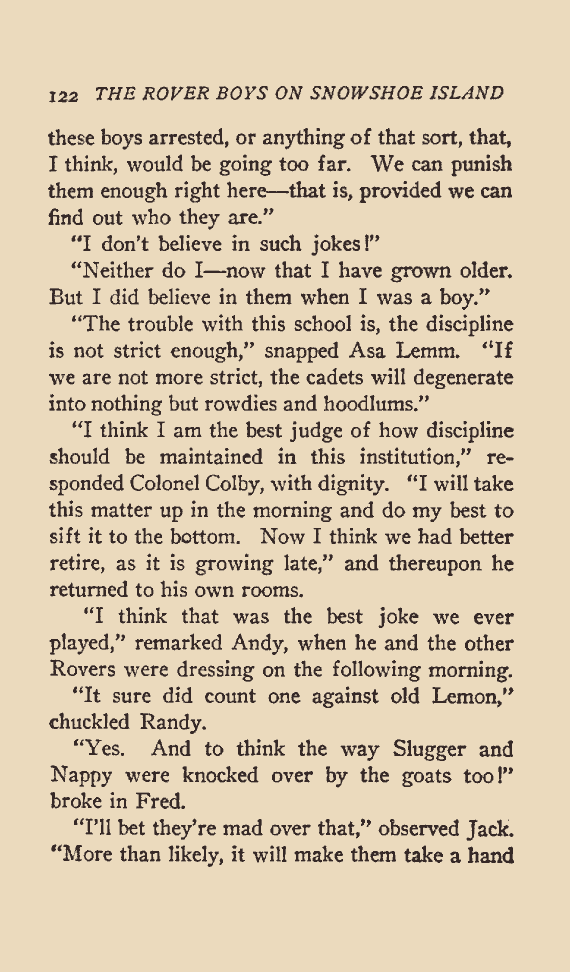 122 THE ROVER BOYS ON SNOWSHOE ISLAND
these boys arrested, or anything of that sort, that,
I think, would be going too far. We can punish
them enough right here—that is, provided we can
find out who they are.”
“I don’t believe in such jokes!”
“Neither do I—now that I have grown older.
But I did believe in them when I was a boy.”
“The trouble with this school is, the discipline
is not strict enough,” snapped Asa Lemm. “If
we are not more strict, the cadets will degenerate
into nothing but rowdies and hoodlums.”
“I think I am the best judge of how discipline
should be maintained in this institution,” re-
sponded Colonel Colby, with dignity. “I will take
this matter up in the morning and do my best to
sift it to the bottom. Now I think we had better
retire, as it is growing late,” and thereupon he
returned to his own rooms.
“I think that was the best joke we ever
played,” remarked Andy, when he and the other
Rovers were dressing on the following morning.
“It sure did count one against old Lemon,”
chuckled Randy.
“Yes. And to think the way Slugger and
Nappy were knocked over by the goats too!”
broke in Fred.
“I’ll bet they’re mad over that,” observed Jack.
“More than likely, it will make them take a hand